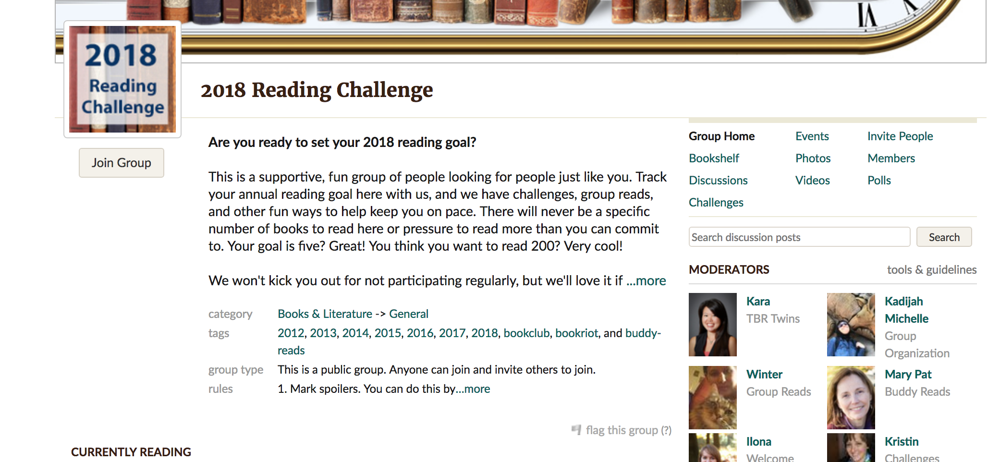 VI
2018
Reading
Challenge
2018 Reading Challenge
Join Group
Are you ready to set your 2018 reading goal?
This is a supportive, fun group of people looking for people just like you. Track
your annual reading goal here with us, and we have challenges, group reads,
and other fun ways to help keep you on pace. There will never be a specific
number of books to read here or pressure to read more than you can commit
to. Your goal is five? Great! You think you want to read 200? Very cool!
We won't kick you out for not participating regularly, but we'll love it if ...more
category Books & Literature -> General
tags 2012, 2013, 2014, 2015, 2016, 2017, 2018, bookclub, bookriot, and buddy-
reads
group type This is a public group. Anyone can join and invite others to join.
rules 1. Mark spoilers. You can do this by...more
flag this group (?)
CURRENTLY READING
Group Home Events Invite People
Bookshelf Photos Members
Discussions Videos Polls
Challenges
Search discussion posts Search
MODERATORS tools & guidelines
Kara
TBR Twins
Kadijah
Michelle
Group
Organization
Winter
Group Reads
Mary Pat
Buddy Reads
Ilona
Welcome
Kristin
Challenges